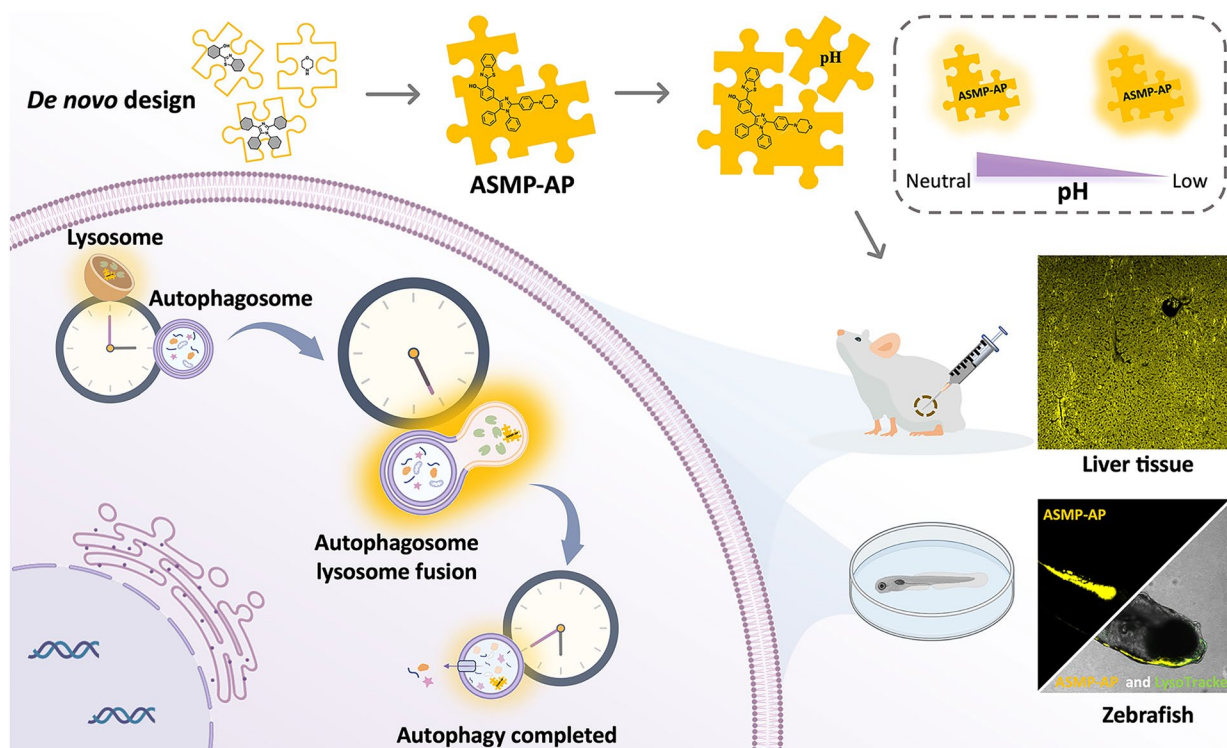 De novo design
ASMP-AP
pH
ASMP-AP
ASMP-AP
Neutral
pH
Low
Lysosome
Autophagosome
Autophagosome
lysosome fusion
Autophagy completed
Liver tissue
ASMP-AP
ASMP-AP and LysoTracke
Zebrafish